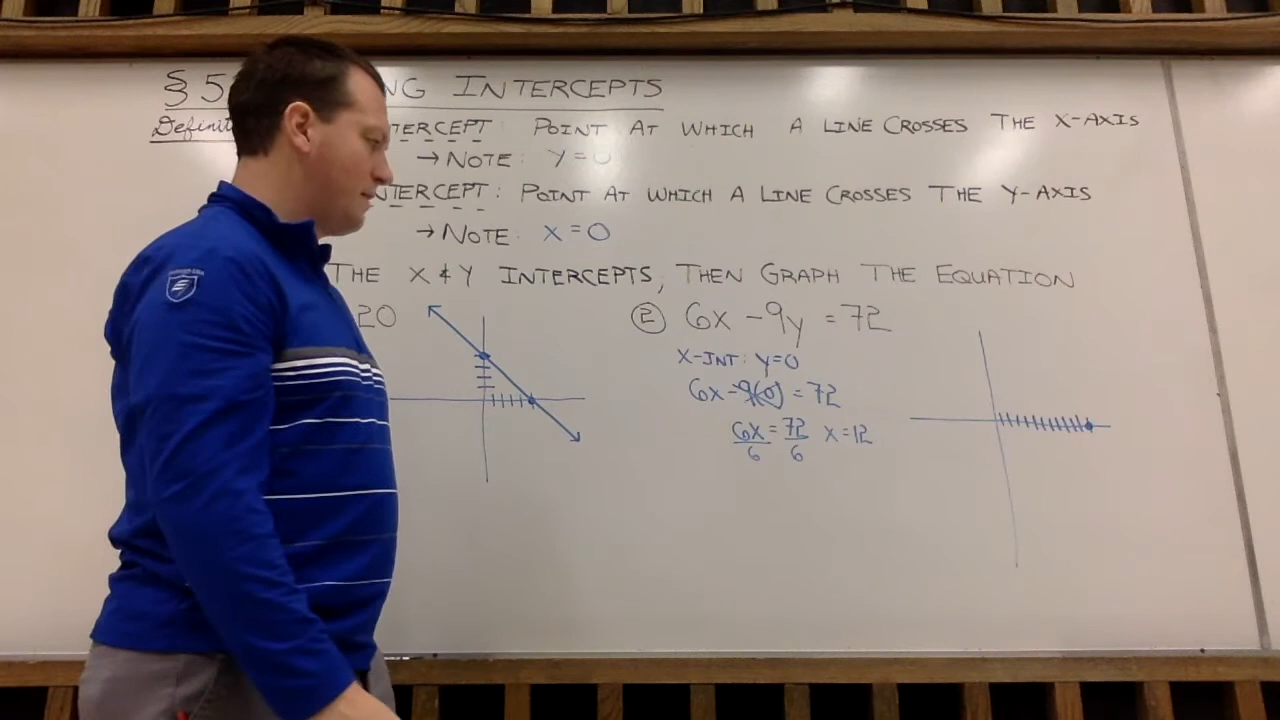 § 5 NG INTERCEPTS
Definit TERCEPT: POINT AT WHICH A LINE CROSSES THE X-AXIS
→ NOTE: y=0
NTERCEPT: POINT AT WHICH A LINE CROSSES THE Y-AXIS
→ NOTE: X=0
THE X & Y INTERCEPTS, THEN GRAPH THE EQUATION
20
② 6x - 9y = 72
X-INT: y=0
6x-9(0) = 72
6x/6 = 72/6 x=12